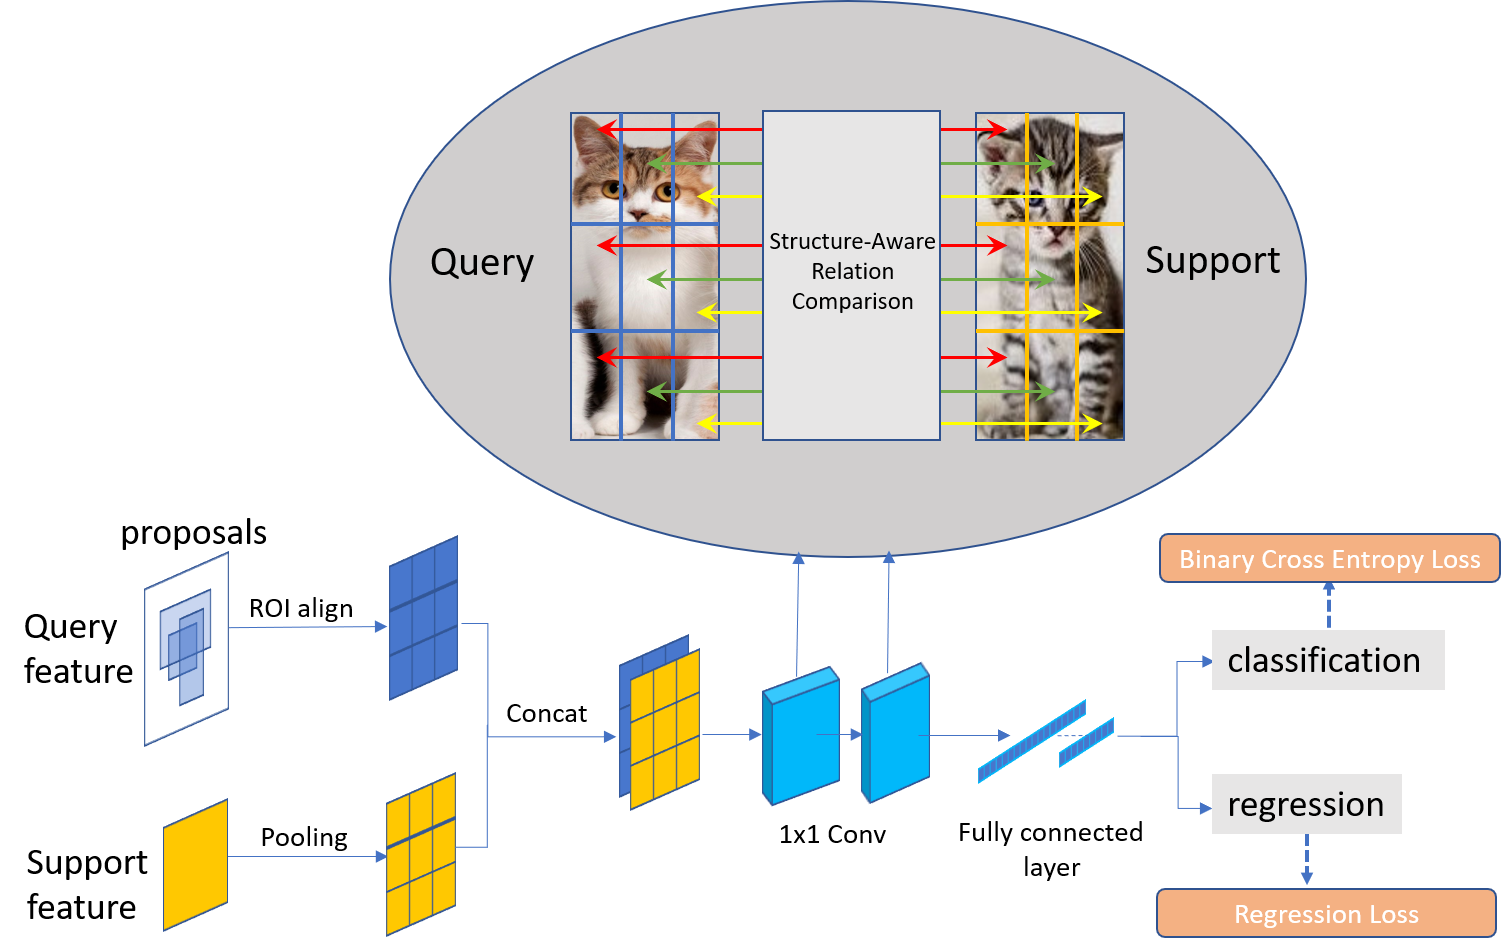 Query
Structure-Aware
Relation
Comparison
Support
proposals
Query
feature
ROI align
Concat
Support
feature
Pooling
1x1 Conv
Fully connected
layer
Binary Cross Entropy Loss
classification
regression
Regression Loss